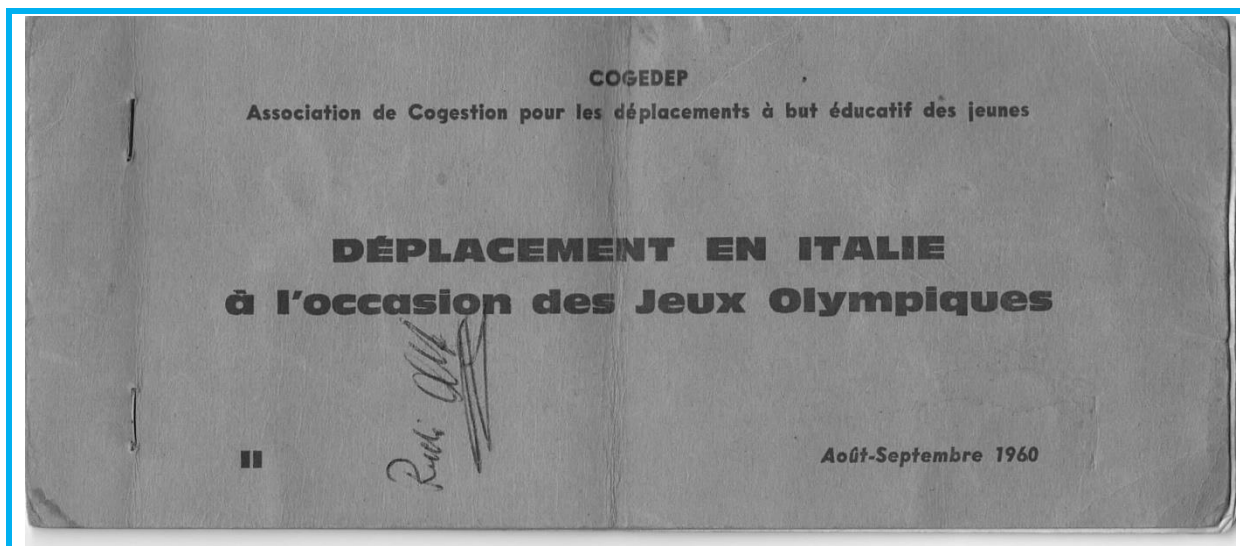 COGEDEP
Association de Cogestion pour les déplacements à but éducatif des jeunes
DÉPLACEMENT EN ITALIE
à l'occasion des Jeux Olympiques
II
Août-Septembre 1960